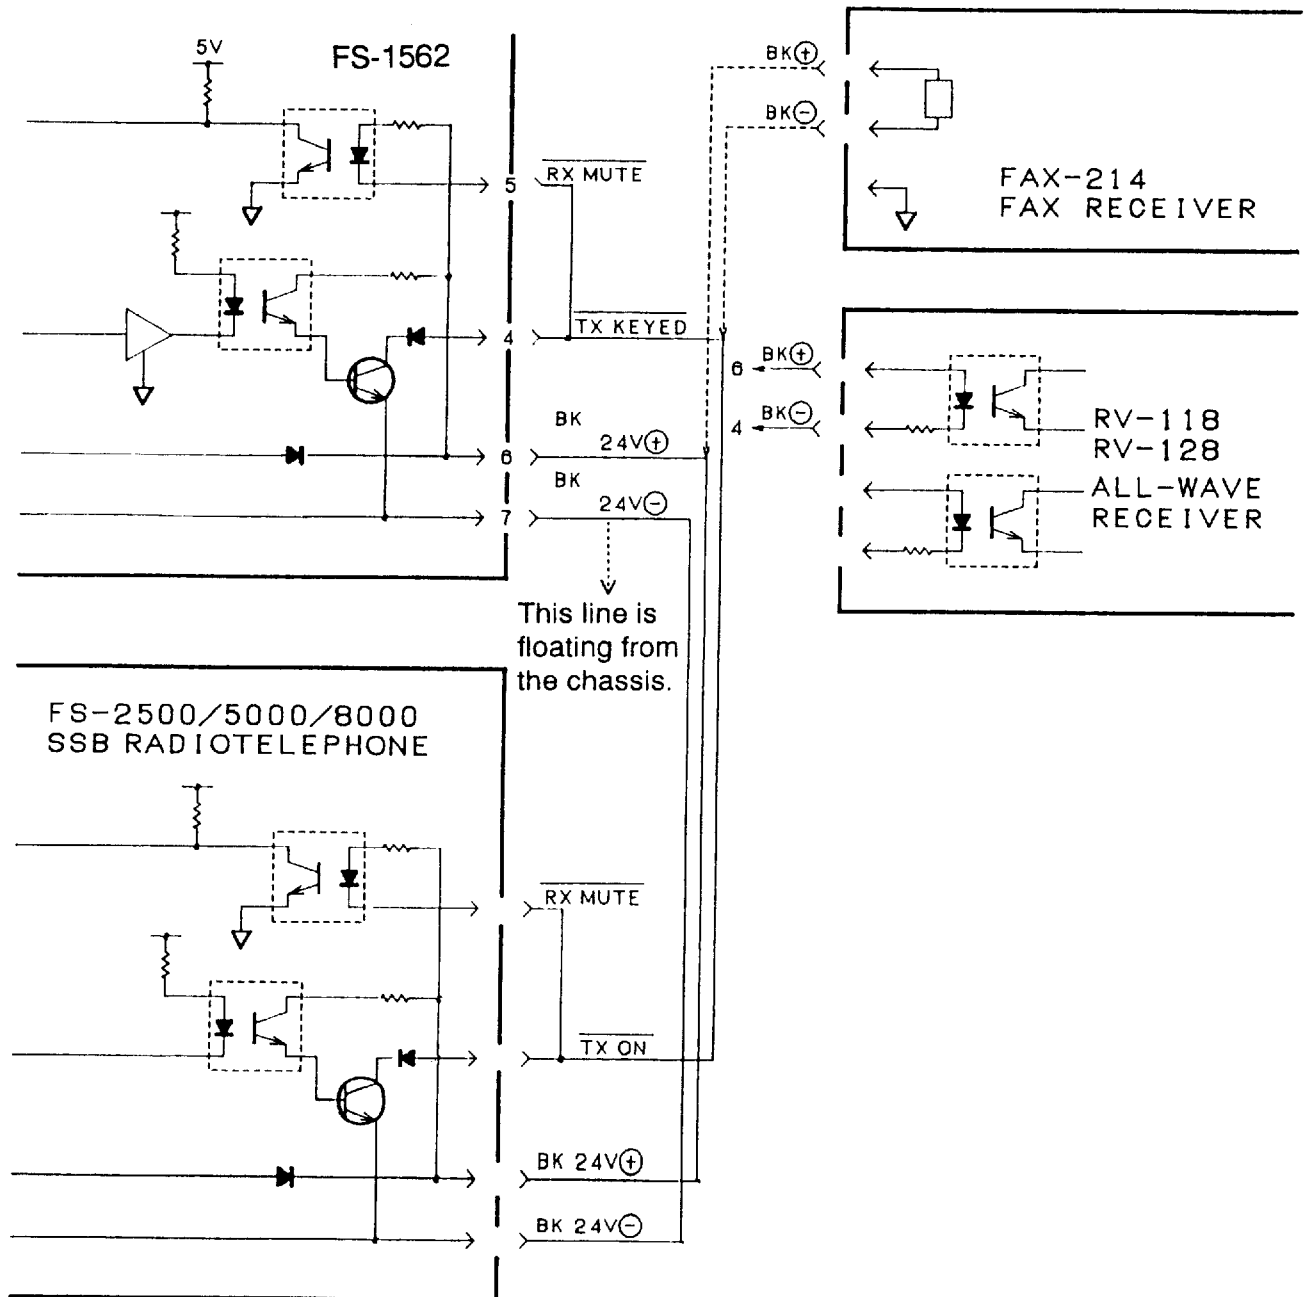 5V
FS-1562
5
RX MUTE
4
TX KEYED
BK
6
24V+
BK
7
24V-
This line is
floating from
the chassis.
BK+
BK-
FAX-214
FAX RECEIVER
6
BK+
4
BK-
RV-118
RV-128
ALL-WAVE
RECEIVER
FS-2500/5000/8000
SSB RADIOTELEPHONE
RX MUTE
TX ON
BK 24V+
BK 24V-